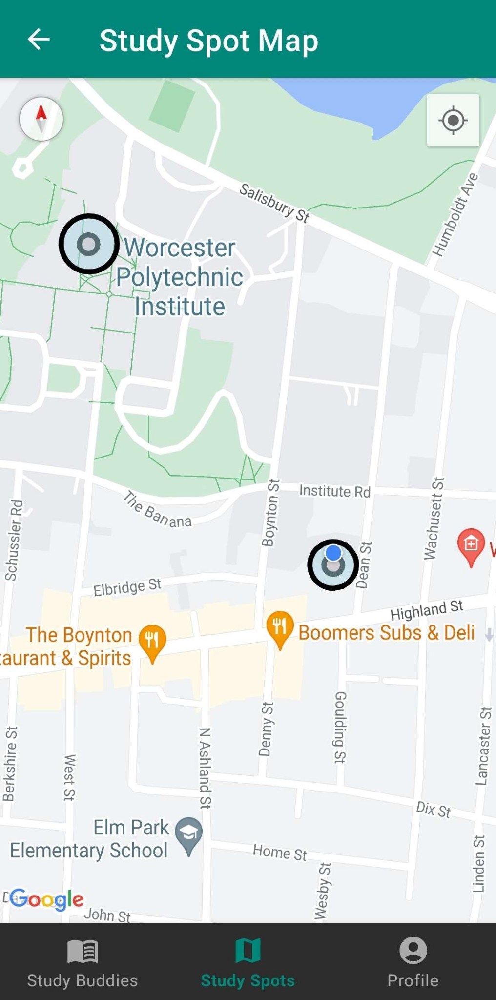 Study Spot Map
Salisbury St
Humboldt Ave
Worcester
Polytechnic
Institute
Institute Rd
The Banana
Boynton St
Wachusett St
Schussler Rd
Dean St
Elbridge St
Highland St
The Boynton
taurant & Spirits
Boomers Subs & Deli
Goulding St
Denny St
Lancaster St
N Ashland St
Berkshire St
West St
Dix St
Elm Park
Elementary School
Home St
Linden St
Wesby St
Google
John St
Study Buddies
Study Spots
Profile